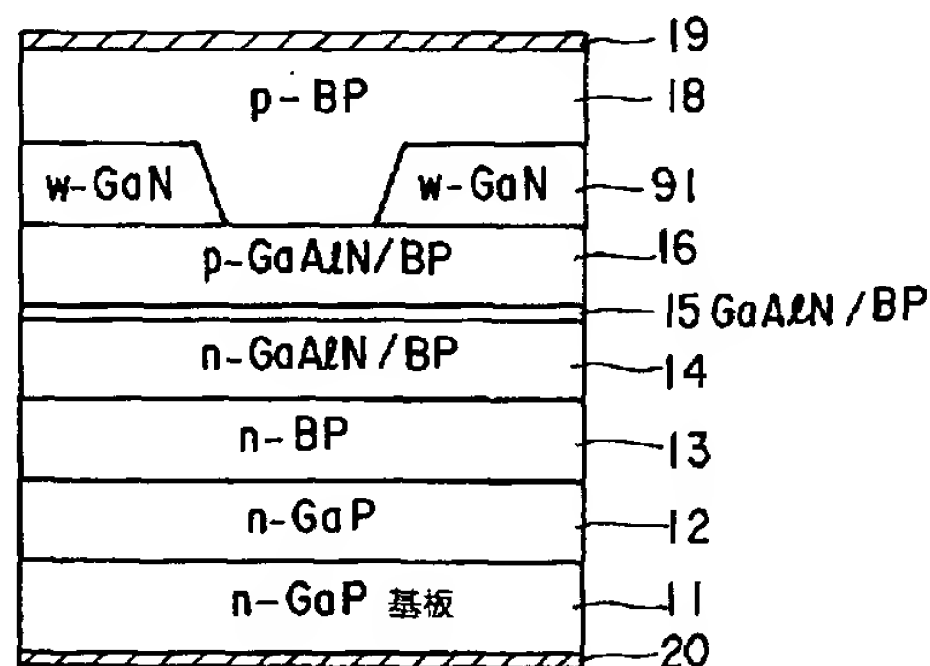 19
p-BP 18
w-GaN w-GaN 91
p-GaAlN/BP 16
15 GaAlN/BP
n-GaAlN/BP 14
n-BP 13
n-GaP 12
n-GaP 基板 11
20